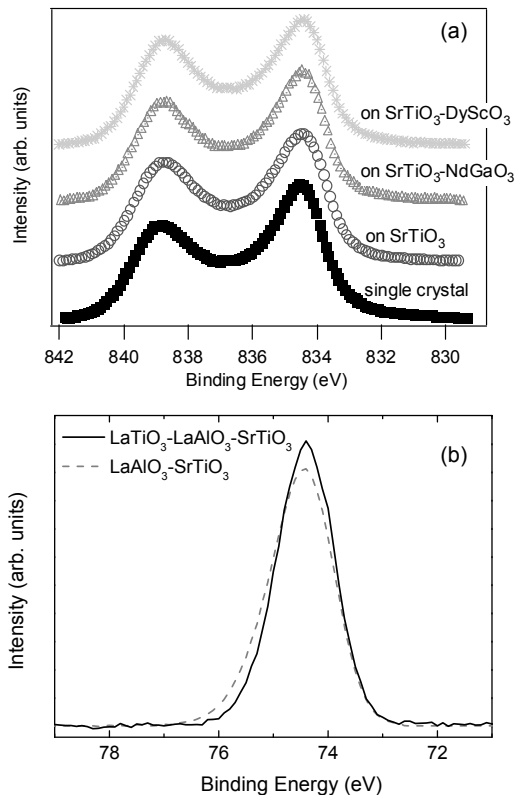 (a)
on SrTiO3-DyScO3
on SrTiO3-NdGaO3
on SrTiO3
single crystal
Intensity (arb. units)
842 840 838 836 834 832 830
Binding Energy (eV)
LaTiO3-LaAlO3-SrTiO3
LaAlO3-SrTiO3
(b)
Intensity (arb. units)
78 76 74 72
Binding Energy (eV)